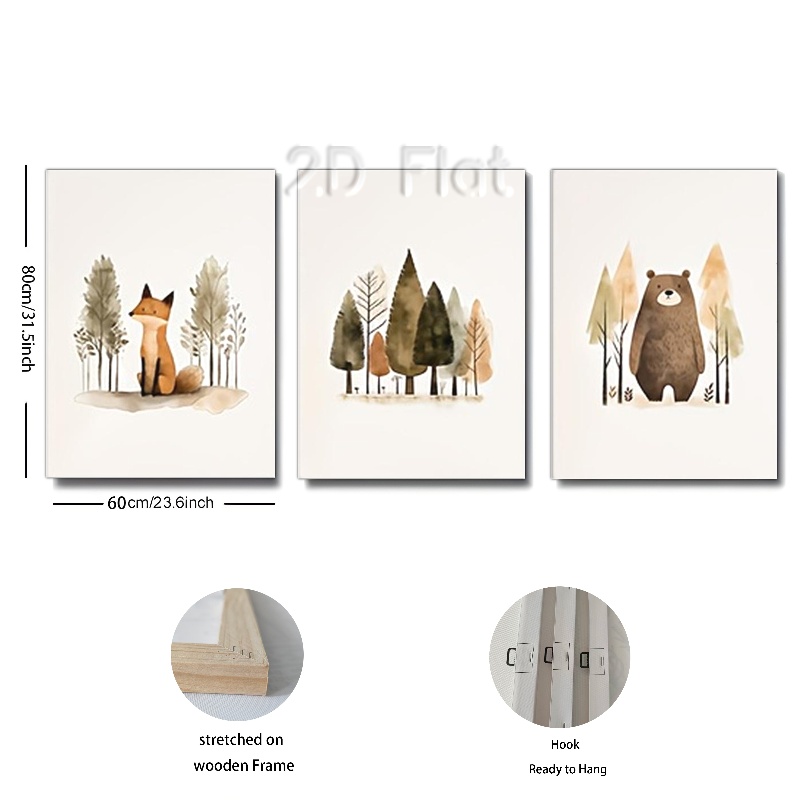 2D Flat
80cm/31.5inch
60cm/23.6inch
stretched on
wooden Frame
Hook
Ready to Hang